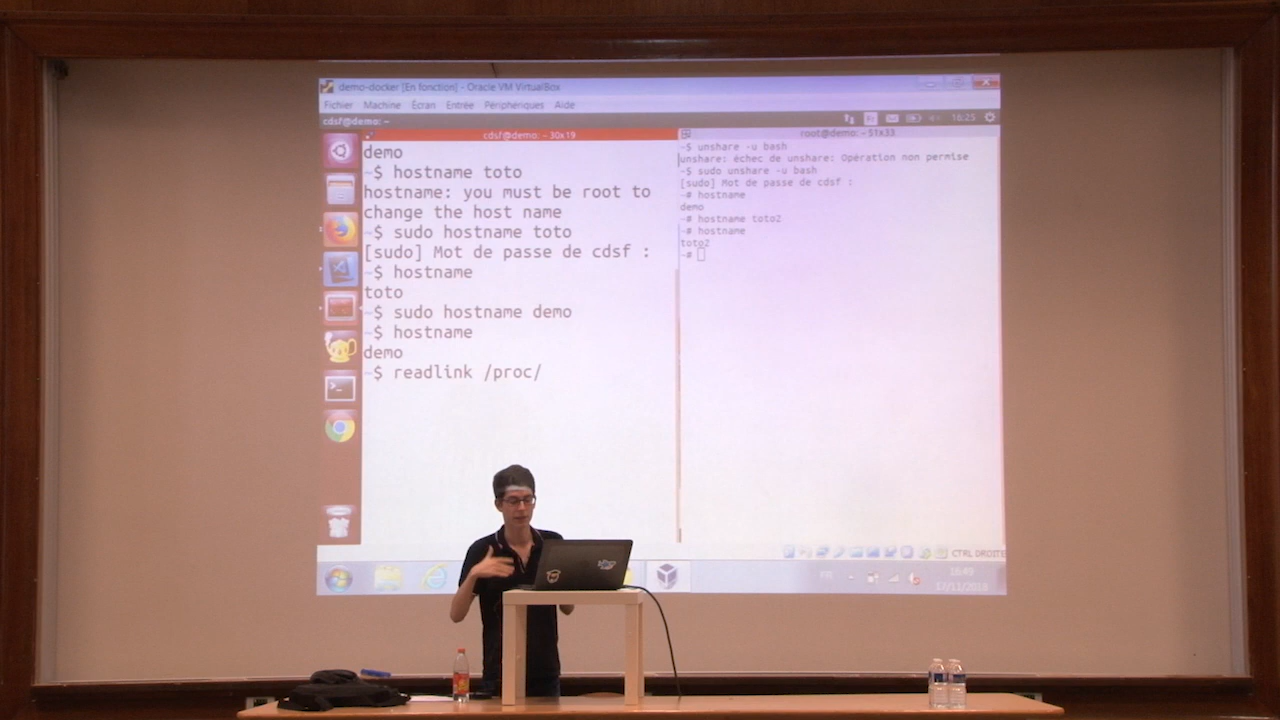 demo-docker [En fonction] - Oracle VM VirtualBox
Fichier Machine Écran Entrée Périphériques Aide
cdsf@demo: ~
Fr
16:25
cdsf@demo: ~ 30x19
demo
~$ hostname toto
hostname: you must be root to
change the host name
~$ sudo hostname toto
[sudo] Mot de passe de cdsf :
~$ hostname
toto
~$ sudo hostname demo
~$ hostname
demo
~$ readlink /proc/
root@demo: ~ 51x33
~$ unshare -u bash
unshare: échec de unshare: Opération non permise
~$ sudo unshare -u bash
[sudo] Mot de passe de cdsf :
~# hostname
demo
~# hostname toto2
~# hostname
toto2
~#
CTRL DROITE
FR
16:49
17/11/2018